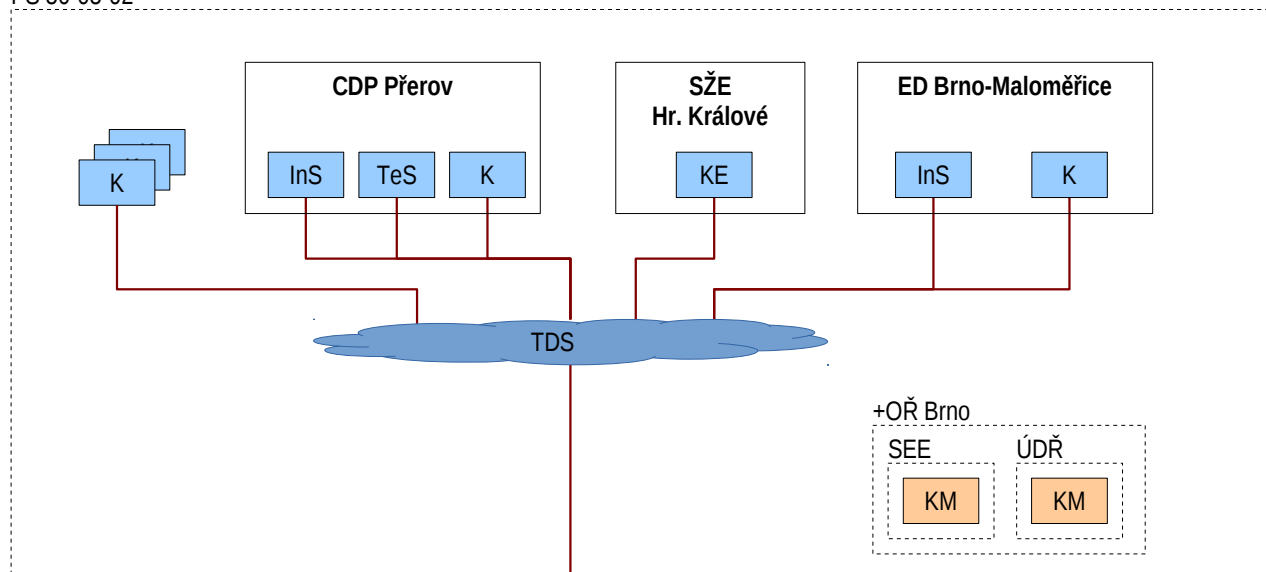 CDP Přerov
SŽE
Hr. Králové
ED Brno-Maloměřice
K
InS
TeS
K
KE
InS
K
TDS
+OŘ Brno
SEE
ÚDŘ
KM
KM